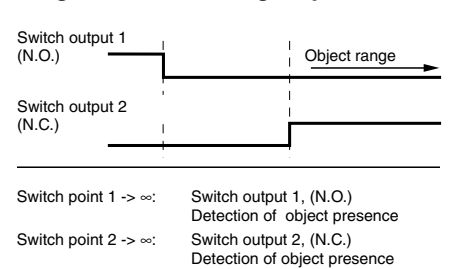 Switch output 1
(N.O.)
Object range
Switch output 2
(N.C.)
Switch point 1 -> ∞: Switch output 1, (N.O.)
Detection of object presence
Switch point 2 -> ∞: Switch output 2, (N.C.)
Detection of object presence